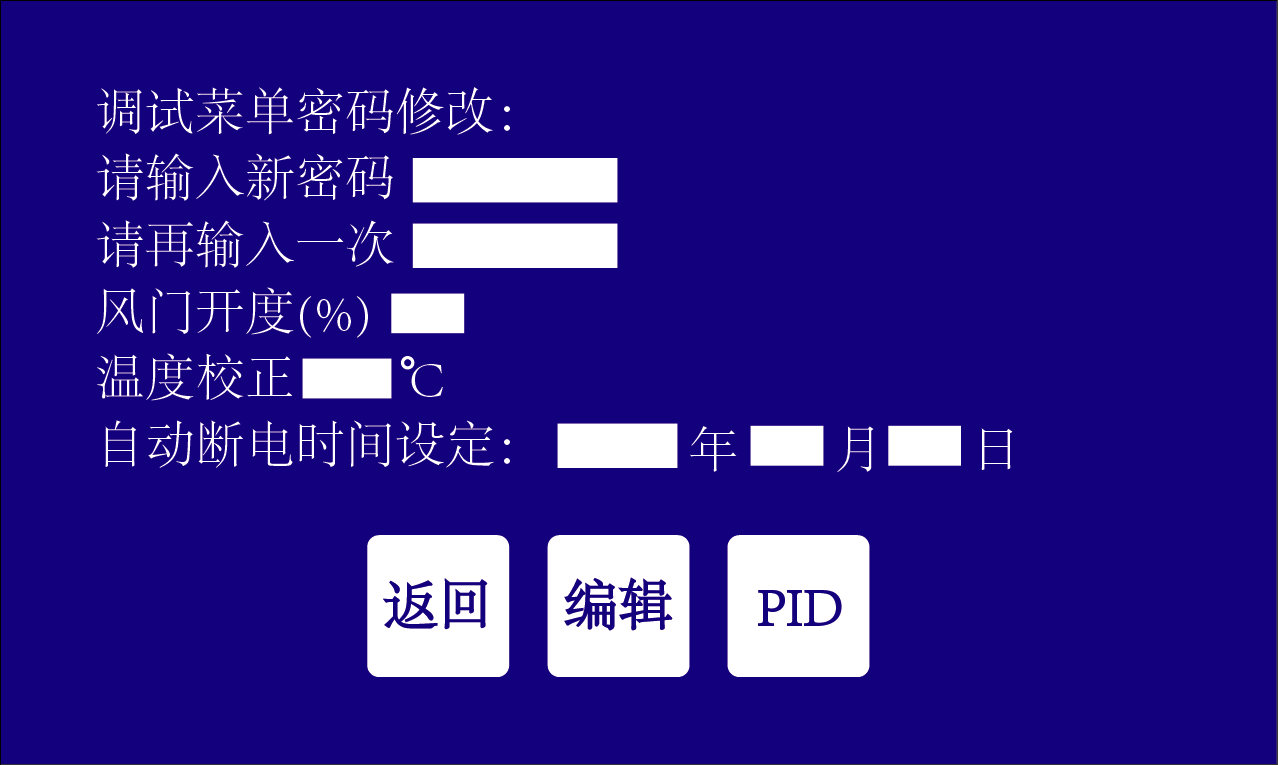 调试菜单密码修改：
请输入新密码
请再输入一次
风门开度(%)
温度校正 ℃
自动断电时间设定： 年 月 日
返回 编辑 PID